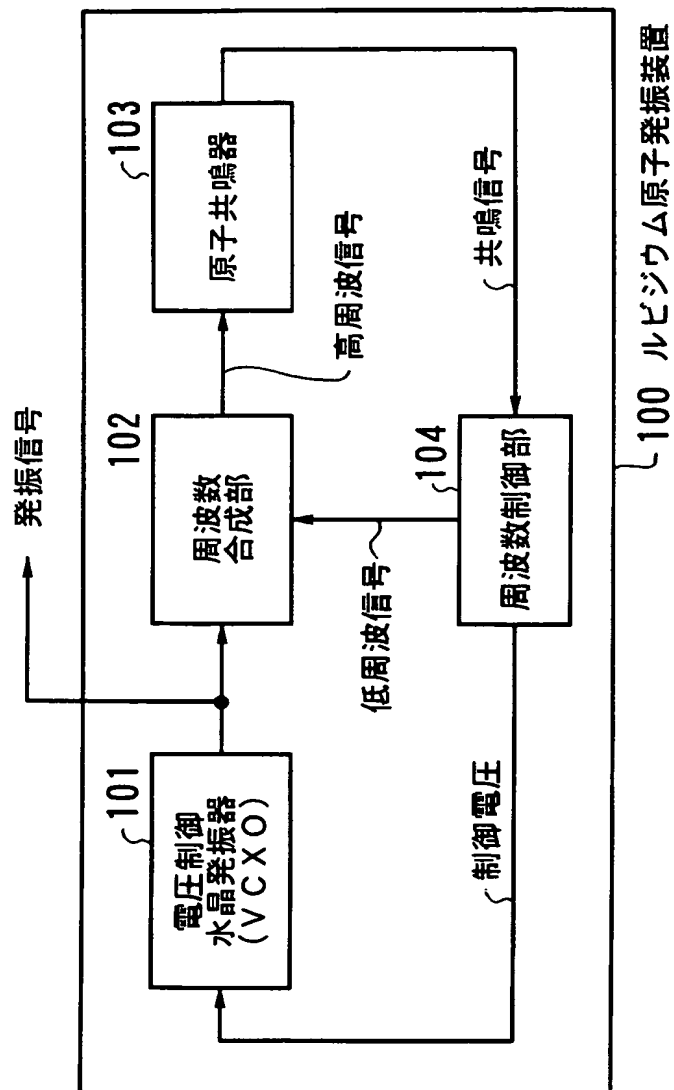 発振信号
101
電圧制御
水晶発振器
(VCXO)
102
周波数
合成部
103
原子共鳴器
高周波信号
低周波信号
104
周波数制御部
共鳴信号
制御電圧
100 ルビジウム原子発振装置